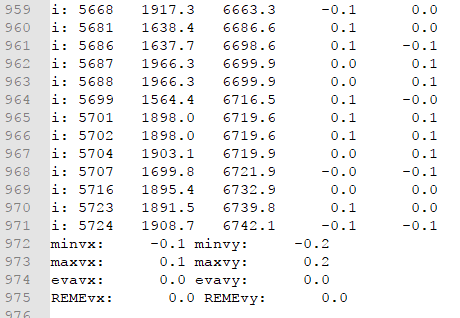 959 i: 5668 1917.3 6663.3 -0.1 0.0
960 i: 5681 1638.4 6686.6 0.1 0.0
961 i: 5686 1637.7 6698.6 0.1 -0.1
962 i: 5687 1966.3 6699.9 0.0 0.1
963 i: 5688 1966.3 6699.9 0.0 0.1
964 i: 5699 1564.4 6716.5 0.1 -0.0
965 i: 5701 1898.0 6719.6 0.1 0.1
966 i: 5702 1898.0 6719.6 0.1 0.1
967 i: 5704 1903.1 6719.9 0.0 0.1
968 i: 5707 1699.8 6721.9 -0.0 -0.1
969 i: 5716 1895.4 6732.9 0.0 0.0
970 i: 5723 1891.5 6739.8 0.1 0.0
971 i: 5724 1908.7 6742.1 -0.1 -0.1
972 minvx: -0.1 minvy: -0.2
973 maxvx: 0.1 maxvy: 0.2
974 evavx: 0.0 evavy: 0.0
975 REMEvx: 0.0 REMEvy: 0.0
976